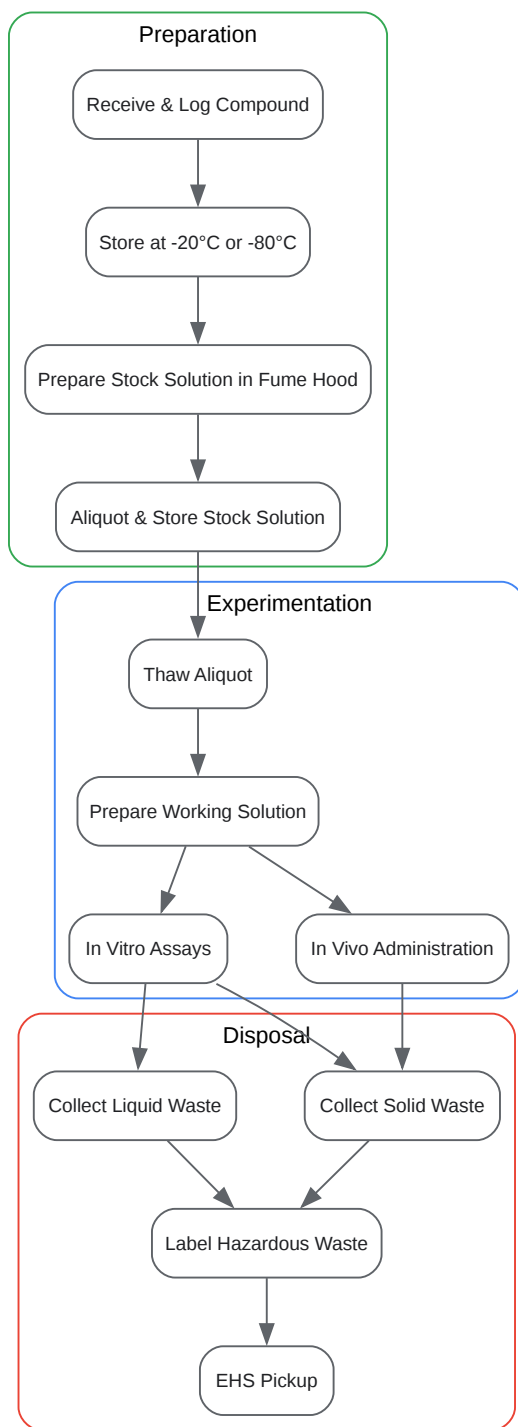 Preparation
Receive & Log Compound
Store at -20°C or -80°C
Prepare Stock Solution in Fume Hood
Aliquot & Store Stock Solution
Experimentation
Thaw Aliquot
Prepare Working Solution
In Vitro Assays
In Vivo Administration
Disposal
Collect Liquid Waste
Collect Solid Waste
Label Hazardous Waste
EHS Pickup